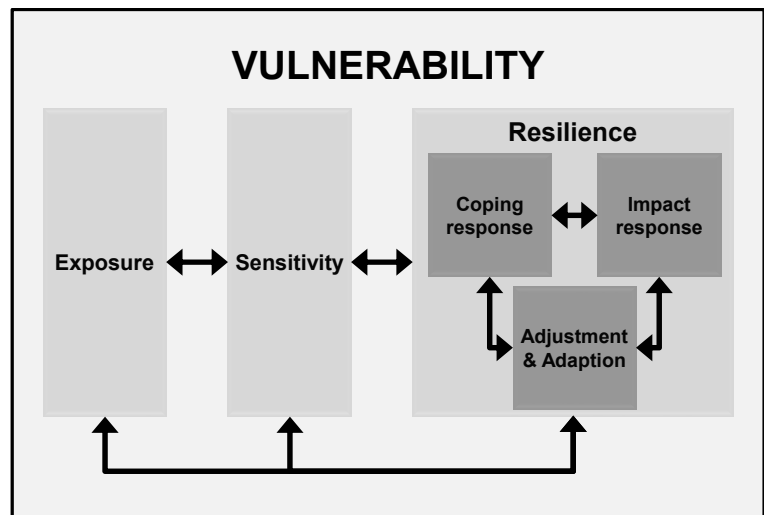 VULNERABILITY
Exposure
Sensitivity
Resilience
Coping
response
Impact
response
Adjustment
& Adaption